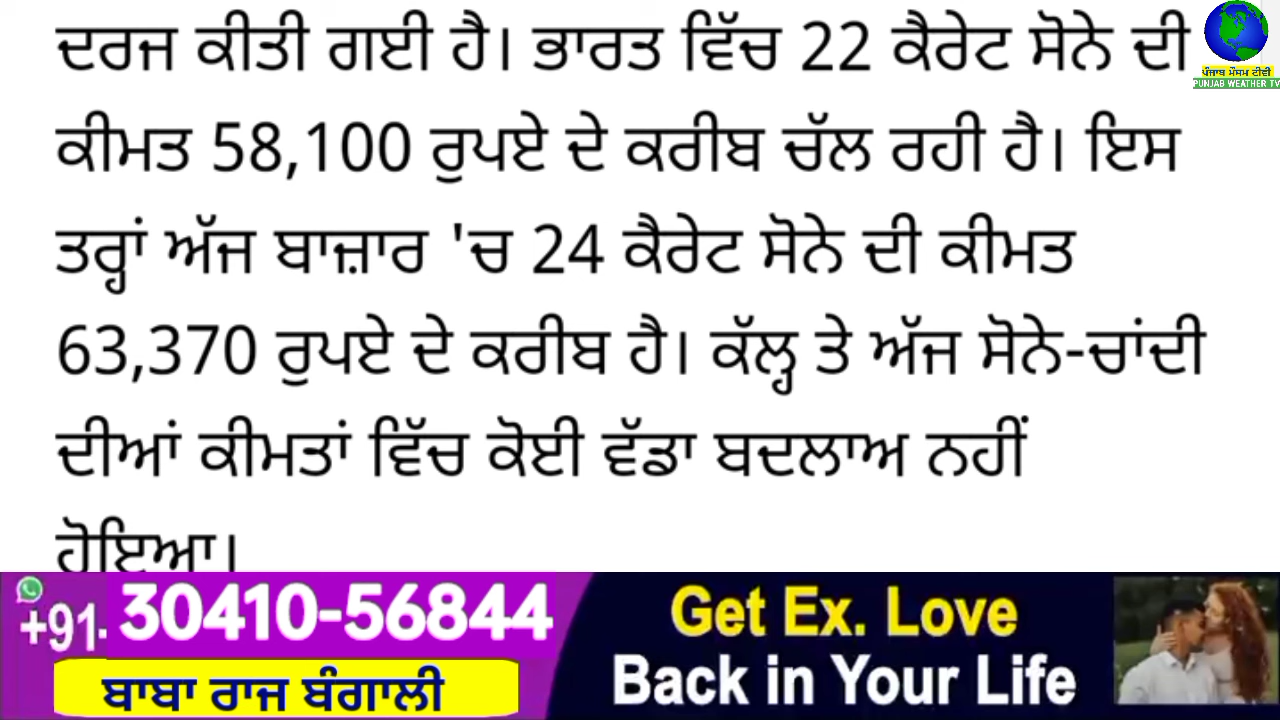 ਦਰਜ ਕੀਤੀ ਗਈ ਹੈ। ਭਾਰਤ ਵਿੱਚ 22 ਕੈਰੇਟ ਸੋਨੇ ਦੀ
ਕੀਮਤ 58,100 ਰੁਪਏ ਦੇ ਕਰੀਬ ਚੱਲ ਰਹੀ ਹੈ। ਇਸ
ਤਰ੍ਹਾਂ ਅੱਜ ਬਾਜ਼ਾਰ 'ਚ 24 ਕੈਰੇਟ ਸੋਨੇ ਦੀ ਕੀਮਤ
63,370 ਰੁਪਏ ਦੇ ਕਰੀਬ ਹੈ। ਕੱਲ੍ਹ ਤੇ ਅੱਜ ਸੋਨੇ-ਚਾਂਦੀ
ਦੀਆਂ ਕੀਮਤਾਂ ਵਿੱਚ ਕੋਈ ਵੱਡਾ ਬਦਲਾਅ ਨਹੀਂ
ਹੋਇਆ।
ਪੰਜਾਬ ਮੌਸਮ ਟੀਵੀ
PUNJAB WEATHER TV
+91- 30410-56844
ਬਾਬਾ ਰਾਜ ਬੰਗਾਲੀ
Get Ex. Love
Back in Your Life